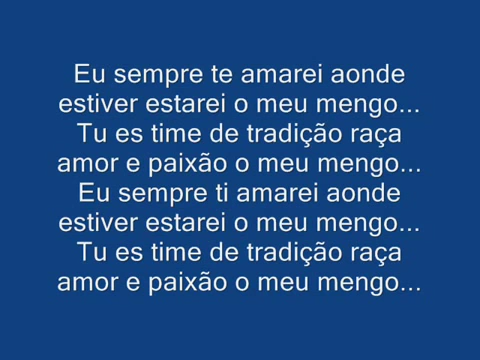 Eu sempre te amarei aonde
estiver estarei o meu mengo...
Tu es time de tradição raça
amor e paixão o meu mengo...
Eu sempre ti amarei aonde
estiver estarei o meu mengo...
Tu es time de tradição raça
amor e paixão o meu mengo...